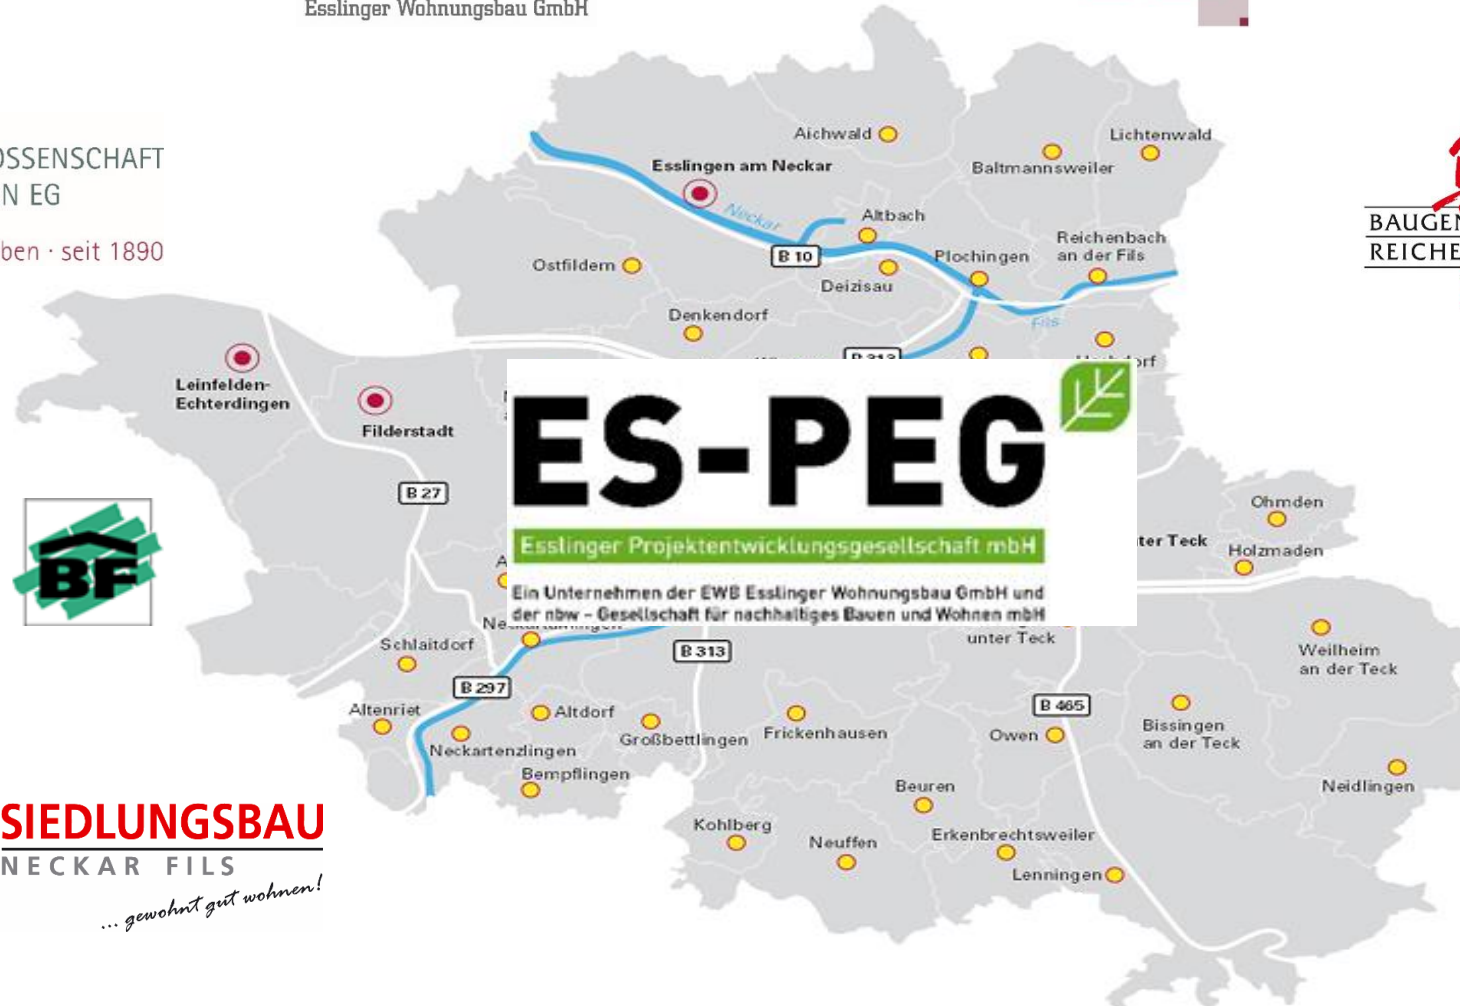 Esslinger Wohnungsbau GmbH
OSSENSCHAFT
N EG
ben · seit 1890
BAUGEN
REICHE
Aichwald
Lichtenwald
Baltmannsweiler
Esslingen am Neckar
Neckar
Altbach
Reichenbach
an der Fils
B 10
Plochingen
Ostfildern
Deizisau
Denkendorf
Fils
B 313
Leinfelden-
Echterdingen
Filderstadt
B 27
ES-PEG
Esslinger Projektentwicklungsgesellschaft mbH
Ein Unternehmen der EWB Esslinger Wohnungsbau GmbH und
der nbw – Gesellschaft für nachhaltiges Bauen und Wohnen mbH
Ohmden
ter Teck
Holzmaden
BF
unter Teck
Schlaitdorf
B 313
Weilheim
an der Teck
B 297
B 465
Altenriet
Altdorf
Großbettlingen
Frickenhausen
Owen
Bissingen
an der Teck
Neckartenzlingen
Bempflingen
Beuren
Neidlingen
Kohlberg
Neuffen
Erkenbrechtsweiler
Lenningen
SIEDLUNGSBAU
NECKAR FILS
... gewohnt gut wohnen!